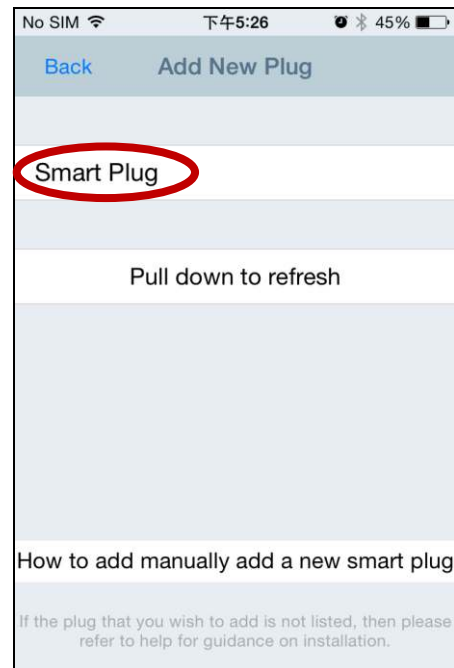 No SIM 下午5:26 45%
Back Add New Plug
Smart Plug
Pull down to refresh
How to add manually add a new smart plug
If the plug that you wish to add is not listed, then please
refer to help for guidance on installation.